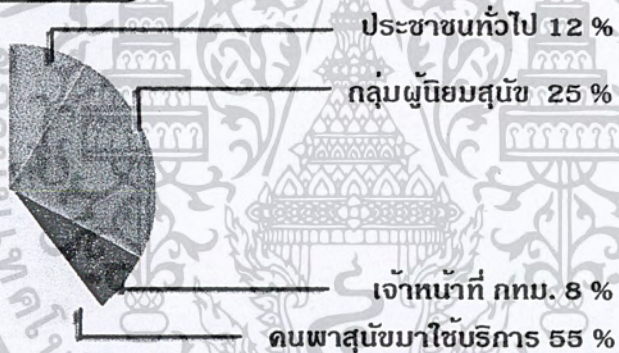 ประชาชนทั่วไป 12 %
กลุ่มผู้นิยมสุนัข 25 %
เจ้าหน้าที่ กทม. 8 %
คนพาสุนัขมาใช้บริการ 55 %